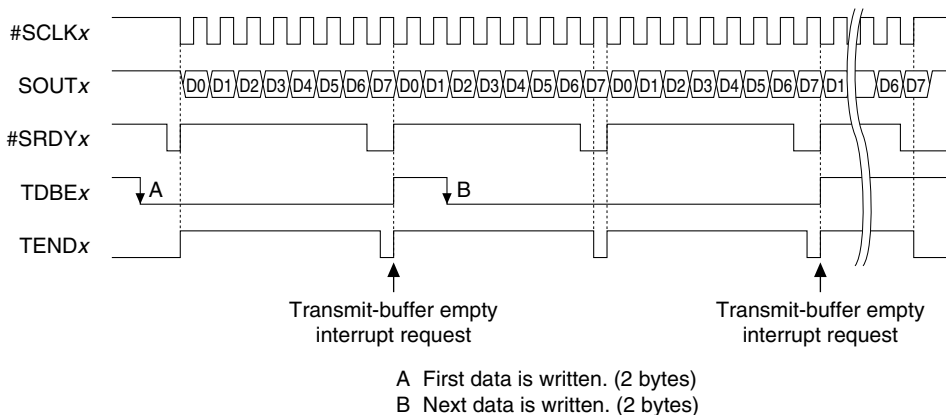 #SCLKx
SOUTx D0 D1 D2 D3 D4 D5 D6 D7 D0 D1 D2 D3 D4 D5 D6 D7 D0 D1 D2 D3 D4 D5 D6 D7 D1 D6 D7
#SRDYx
TDBEx A B
TENDx
Transmit-buffer empty
interrupt request
Transmit-buffer empty
interrupt request
A First data is written. (2 bytes)
B Next data is written. (2 bytes)